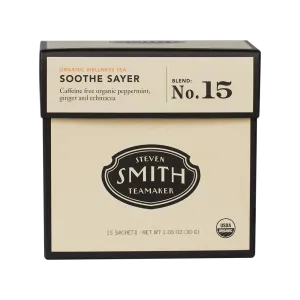 ORGANIC WELLNESS TEA
SOOTHE SAYER
Caffeine free organic peppermint,
ginger and echinacea
BLEND:
No. 15
STEVEN
SMITH
TEAMAKER
USDA
ORGANIC
15 SACHETS · NET WT 1.06 OZ (30 G)